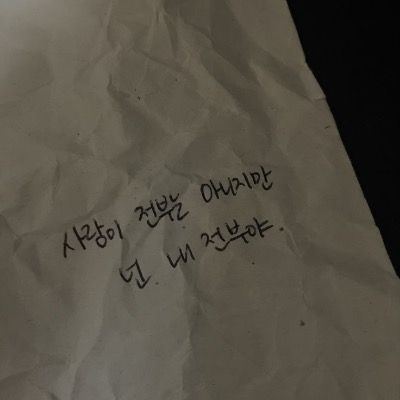 사랑이 전부는 아니지만
넌 내 전부야.